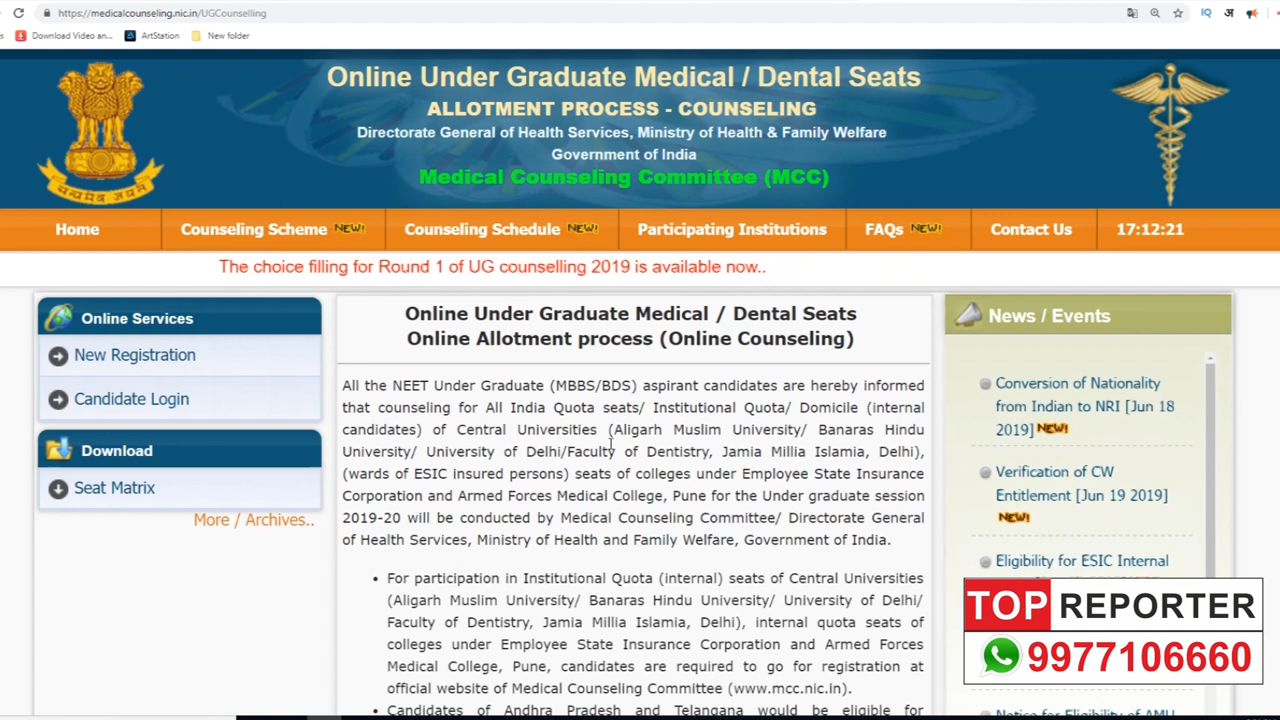 https://medicalcounseling.nic.in/UGCounselling
Download Video an...
ArtStation
New folder
IQ
अ
सत्यमेव जयते
Online Under Graduate Medical / Dental Seats
ALLOTMENT PROCESS - COUNSELING
Directorate General of Health Services, Ministry of Health & Family Welfare
Government of India
Medical Counseling Committee (MCC)
Home
Counseling Scheme NEW!
Counseling Schedule NEW!
Participating Institutions
FAQs NEW!
Contact Us
17:12:21
The choice filling for Round 1 of UG counselling 2019 is available now..
Online Services
New Registration
Candidate Login
Download
Seat Matrix
More / Archives..
Online Under Graduate Medical / Dental Seats
Online Allotment process (Online Counseling)
All the NEET Under Graduate (MBBS/BDS) aspirant candidates are hereby informed
that counseling for All India Quota seats/ Institutional Quota/ Domicile (internal
candidates) of Central Universities (Aligarh Muslim University/ Banaras Hindu
University/ University of Delhi/Faculty of Dentistry, Jamia Millia Islamia, Delhi),
(wards of ESIC insured persons) seats of colleges under Employee State Insurance
Corporation and Armed Forces Medical College, Pune for the Under graduate session
2019-20 will be conducted by Medical Counseling Committee/ Directorate General
of Health Services, Ministry of Health and Family Welfare, Government of India.
• For participation in Institutional Quota (internal) seats of Central Universities
(Aligarh Muslim University/ Banaras Hindu University/ University of Delhi/
Faculty of Dentistry, Jamia Millia Islamia, Delhi), internal quota seats of
colleges under Employee State Insurance Corporation and Armed Forces
Medical College, Pune, candidates are required to go for registration at
official website of Medical Counseling Committee (www.mcc.nic.in).
• Candidates of Andhra Pradesh and Telangana would be eligible for
News / Events
Conversion of Nationality
from Indian to NRI [Jun 18
2019] NEW!
Verification of CW
Entitlement [Jun 19 2019]
NEW!
Eligibility for ESIC Internal
TOP REPORTER
9977106660
Notice for Eligibility of AMU